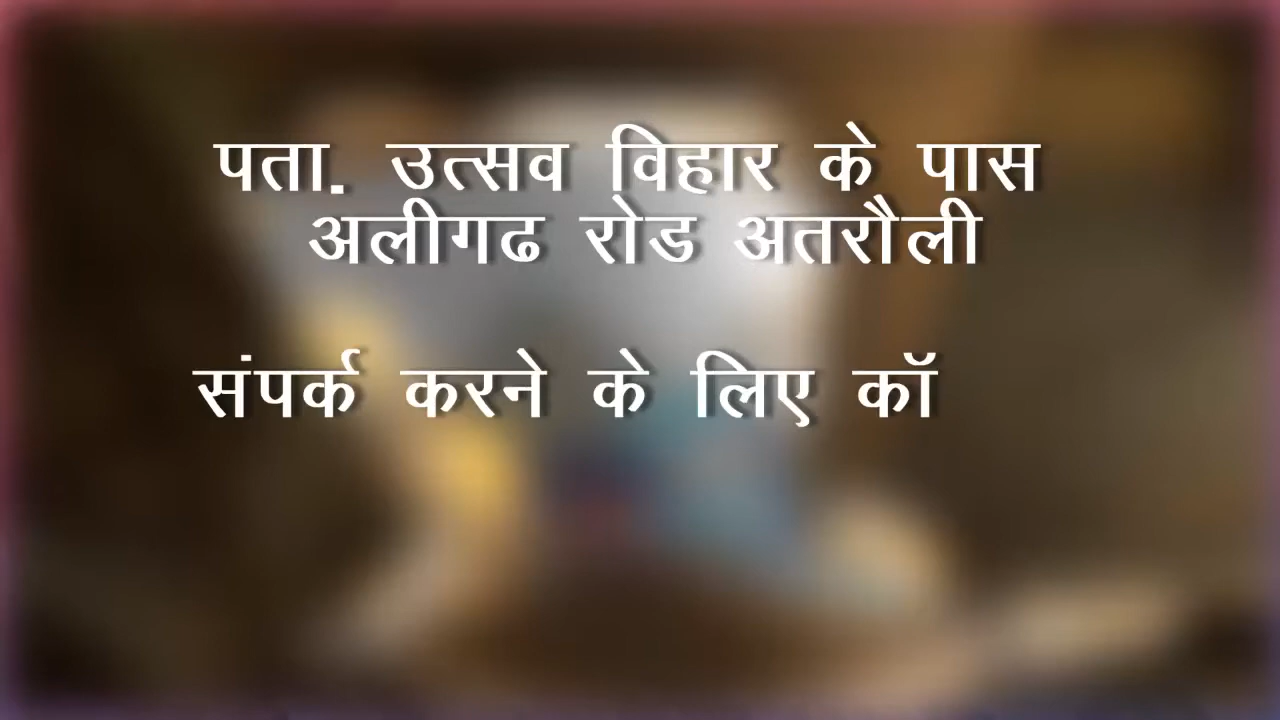 पता. उत्सव विहार के पास
अलीगढ रोड अतरौली
संपर्क करने के लिए कॉ